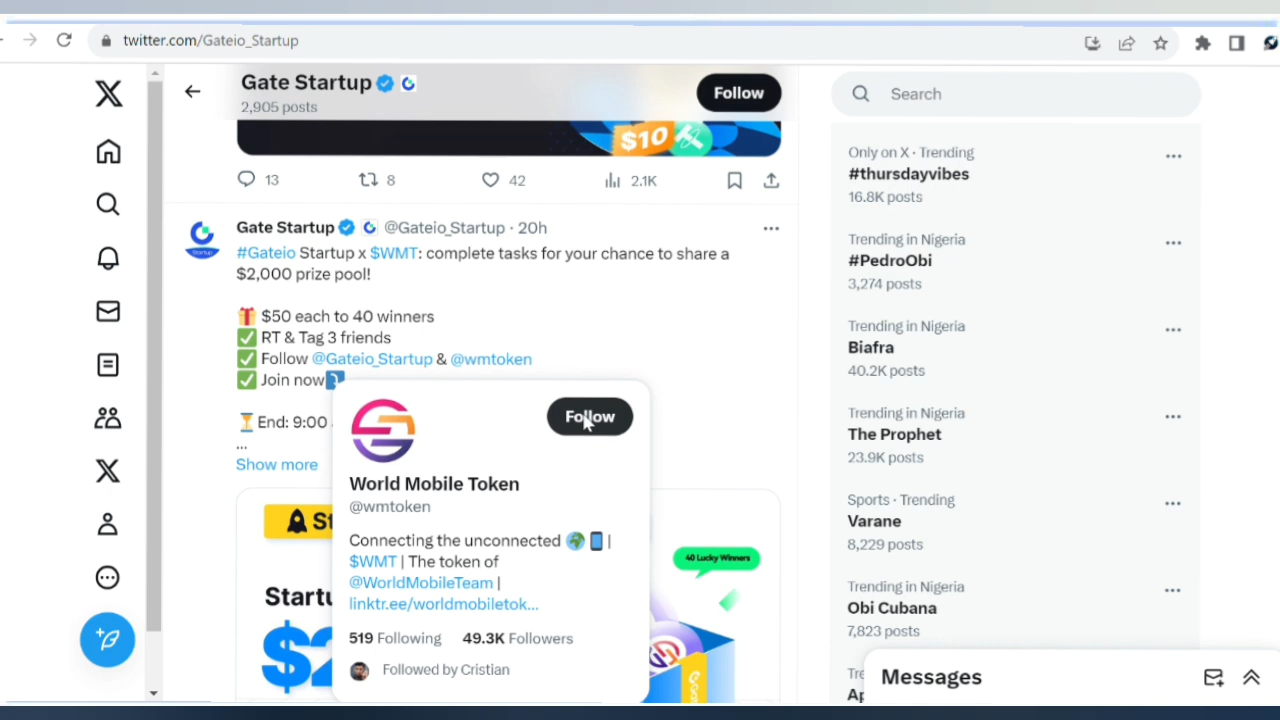 twitter.com/Gateio_Startup
Gate Startup
2,905 posts
Follow
Search
$10
13
8
42
2.1K
Gate Startup @Gateio_Startup · 20h
#Gateio Startup x $WMT: complete tasks for your chance to share a
$2,000 prize pool!
🎁 $50 each to 40 winners
✅ RT & Tag 3 friends
✅ Follow @Gateio_Startup & @wmtoken
✅ Join now⤵️
⏳End: 9:00
...
Show more
Follow
World Mobile Token
@wmtoken
Connecting the unconnected 🌍📱|
$WMT | The token of
@WorldMobileTeam |
linktr.ee/worldmobiletok...
519 Following 49.3K Followers
Followed by Cristian
40 Lucky Winners
Only on X · Trending
#thursdayvibes
16.8K posts
Trending in Nigeria
#PedroObi
3,274 posts
Trending in Nigeria
Biafra
40.2K posts
Trending in Nigeria
The Prophet
23.9K posts
Sports · Trending
Varane
8,229 posts
Trending in Nigeria
Obi Cubana
7,823 posts
Messages